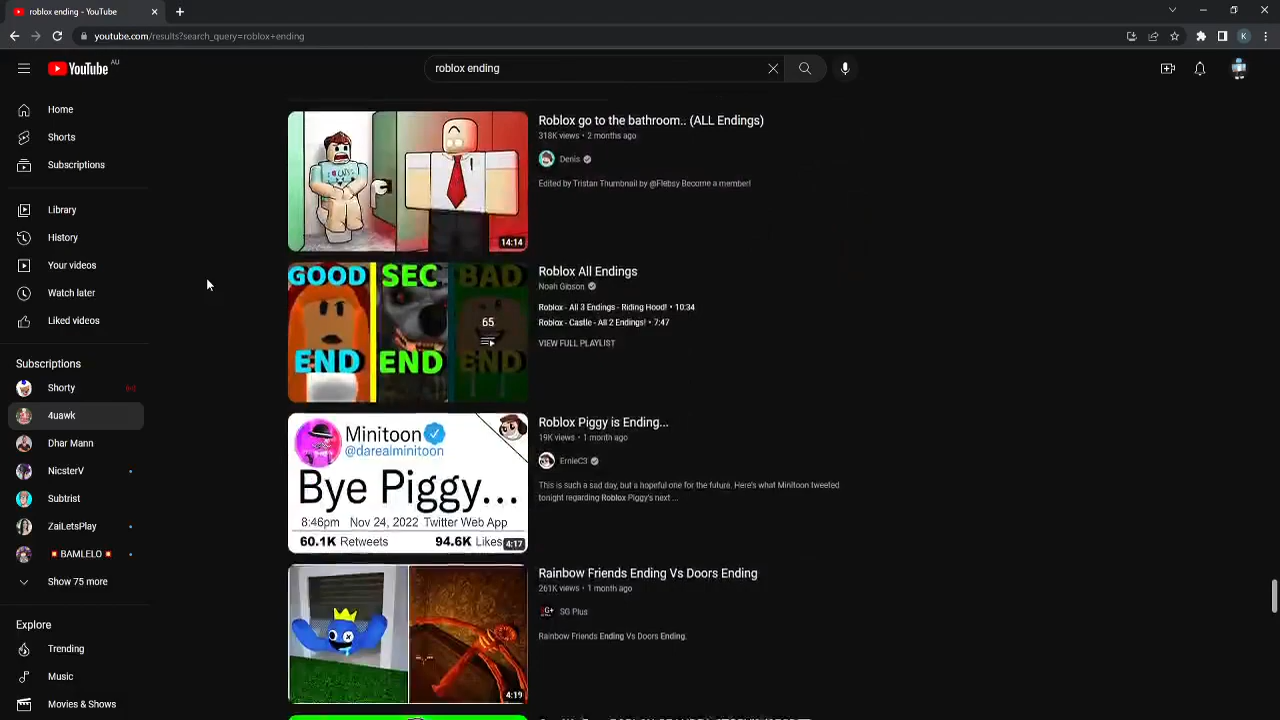 roblox ending - YouTube
youtube.com/results?search_query=roblox+ending
K
YouTube AU
roblox ending
Home
Shorts
Subscriptions
Library
History
Your videos
Watch later
Liked videos
Subscriptions
Shorty
4uawk
Dhar Mann
NicsterV
Subtrist
ZaiLetsPlay
BAMLELO
Show 75 more
Explore
Trending
Music
Movies & Shows
14:14
Roblox go to the bathroom.. (ALL Endings)
318K views • 2 months ago
Denis
Edited by Tristan Thumbnail by @Flebsy Become a member!
GOOD SEC BAD
65
END END END
Roblox All Endings
Noah Gibson
Roblox - All 3 Endings - Riding Hood! • 10:34
Roblox - Castle - All 2 Endings! • 7:47
VIEW FULL PLAYLIST
Minitoon
@darealminitoon
Bye Piggy...
8:46pm Nov 24, 2022 Twitter Web App
60.1K Retweets 94.6K Likes
4:17
Roblox Piggy is Ending...
19K views • 1 month ago
ErnieC3
This is such a sad day, but a hopeful one for the future. Here's what MiniToon tweeted
tonight regarding Roblox Piggy's next ...
4:19
Rainbow Friends Ending Vs Doors Ending
261K views • 1 month ago
SG Plus
Rainbow Friends Ending Vs Doors Ending.